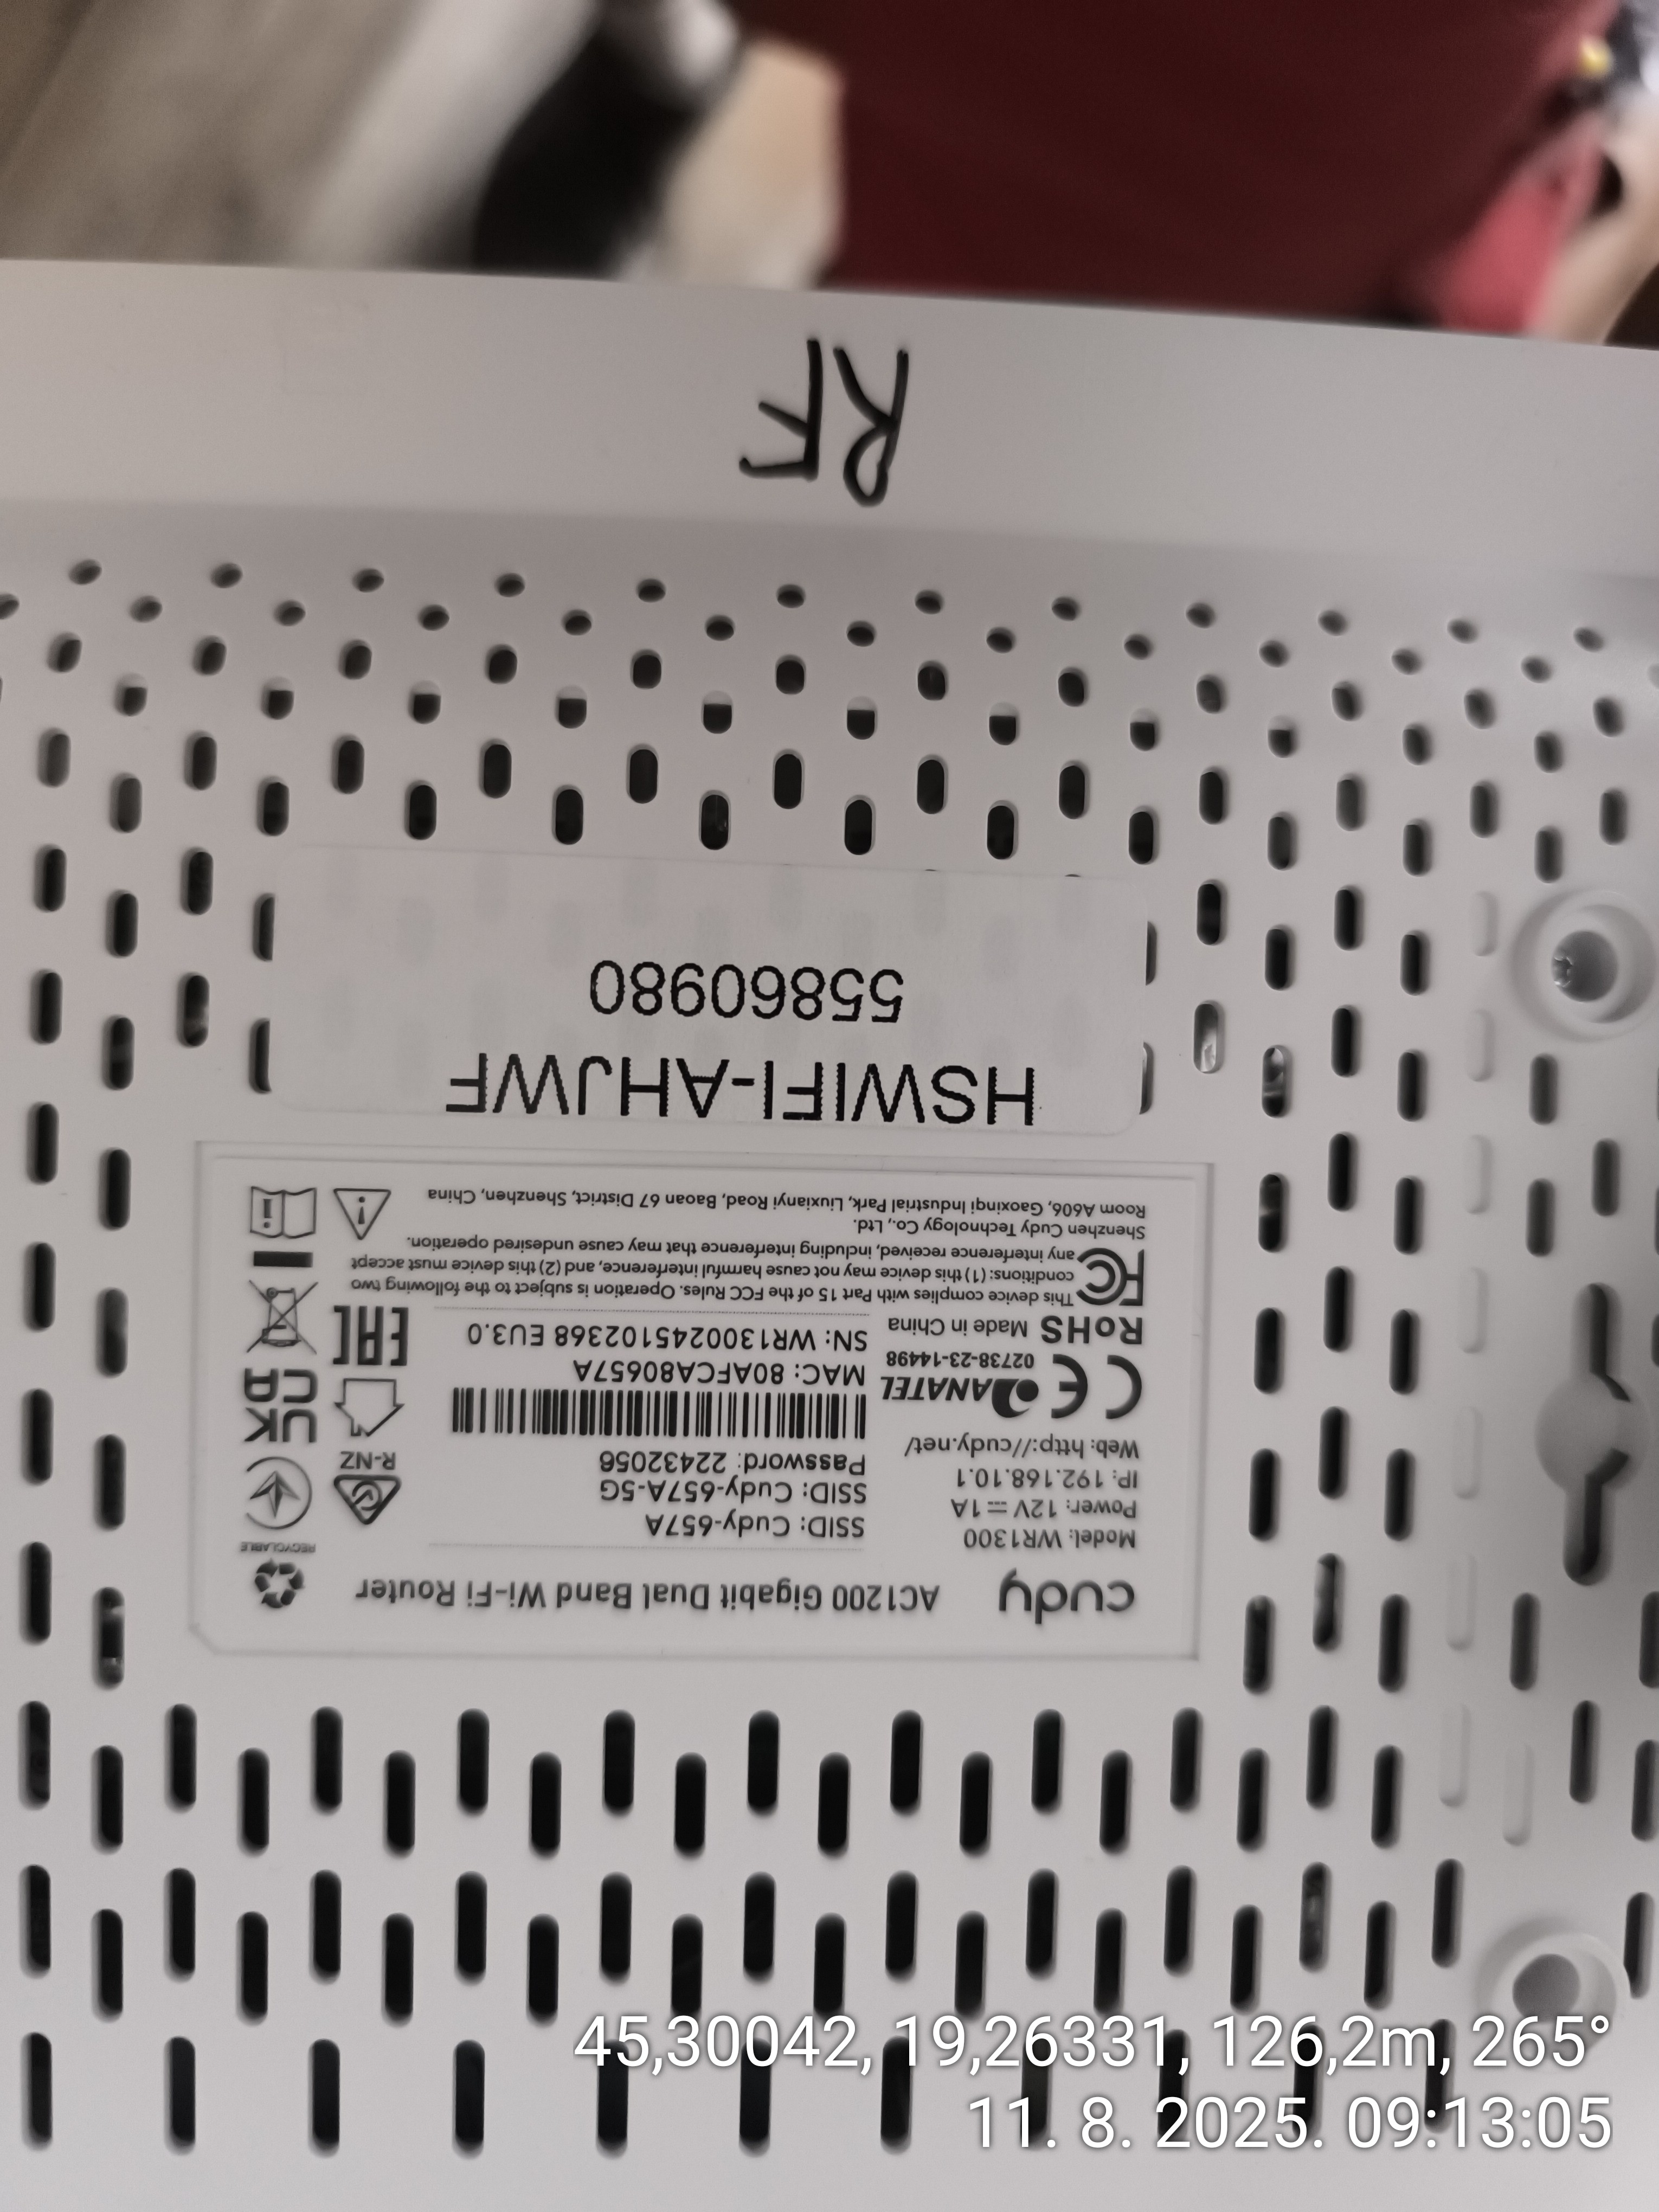 cudy AC1200 Gigabit Dual Band Wi-Fi Router
Model: WR1300
Power: 12V⎓1A
IP: 192.168.10.1
Web: http://cudy.net/
SSID: Cudy-657A
SSID: Cudy-657A-5G
Password: 22432056
MAC: 80AFCA80657A
SN: WR1300245102368 EU3.0
CE ANATEL
02738-23-14498
RoHS Made in China
RECYCLABLE
R-NZ
UK
CA
EAC
FC
This device complies with Part 15 of the FCC Rules. Operation is subject to the following two
conditions: (1) this device may not cause harmful interference, and (2) this device must accept
any interference received, including interference that may cause undesired operation.
Shenzhen Cudy Technology Co., Ltd.
Room A606, Gaoxinqi Industrial Park, Liuxianyi Road, Baoan 67 District, Shenzhen, China
HSWIFI-AHJWF
55860980
RF
45,30042, 19,26331, 126,2m, 265°
11. 8. 2025. 09:13:05